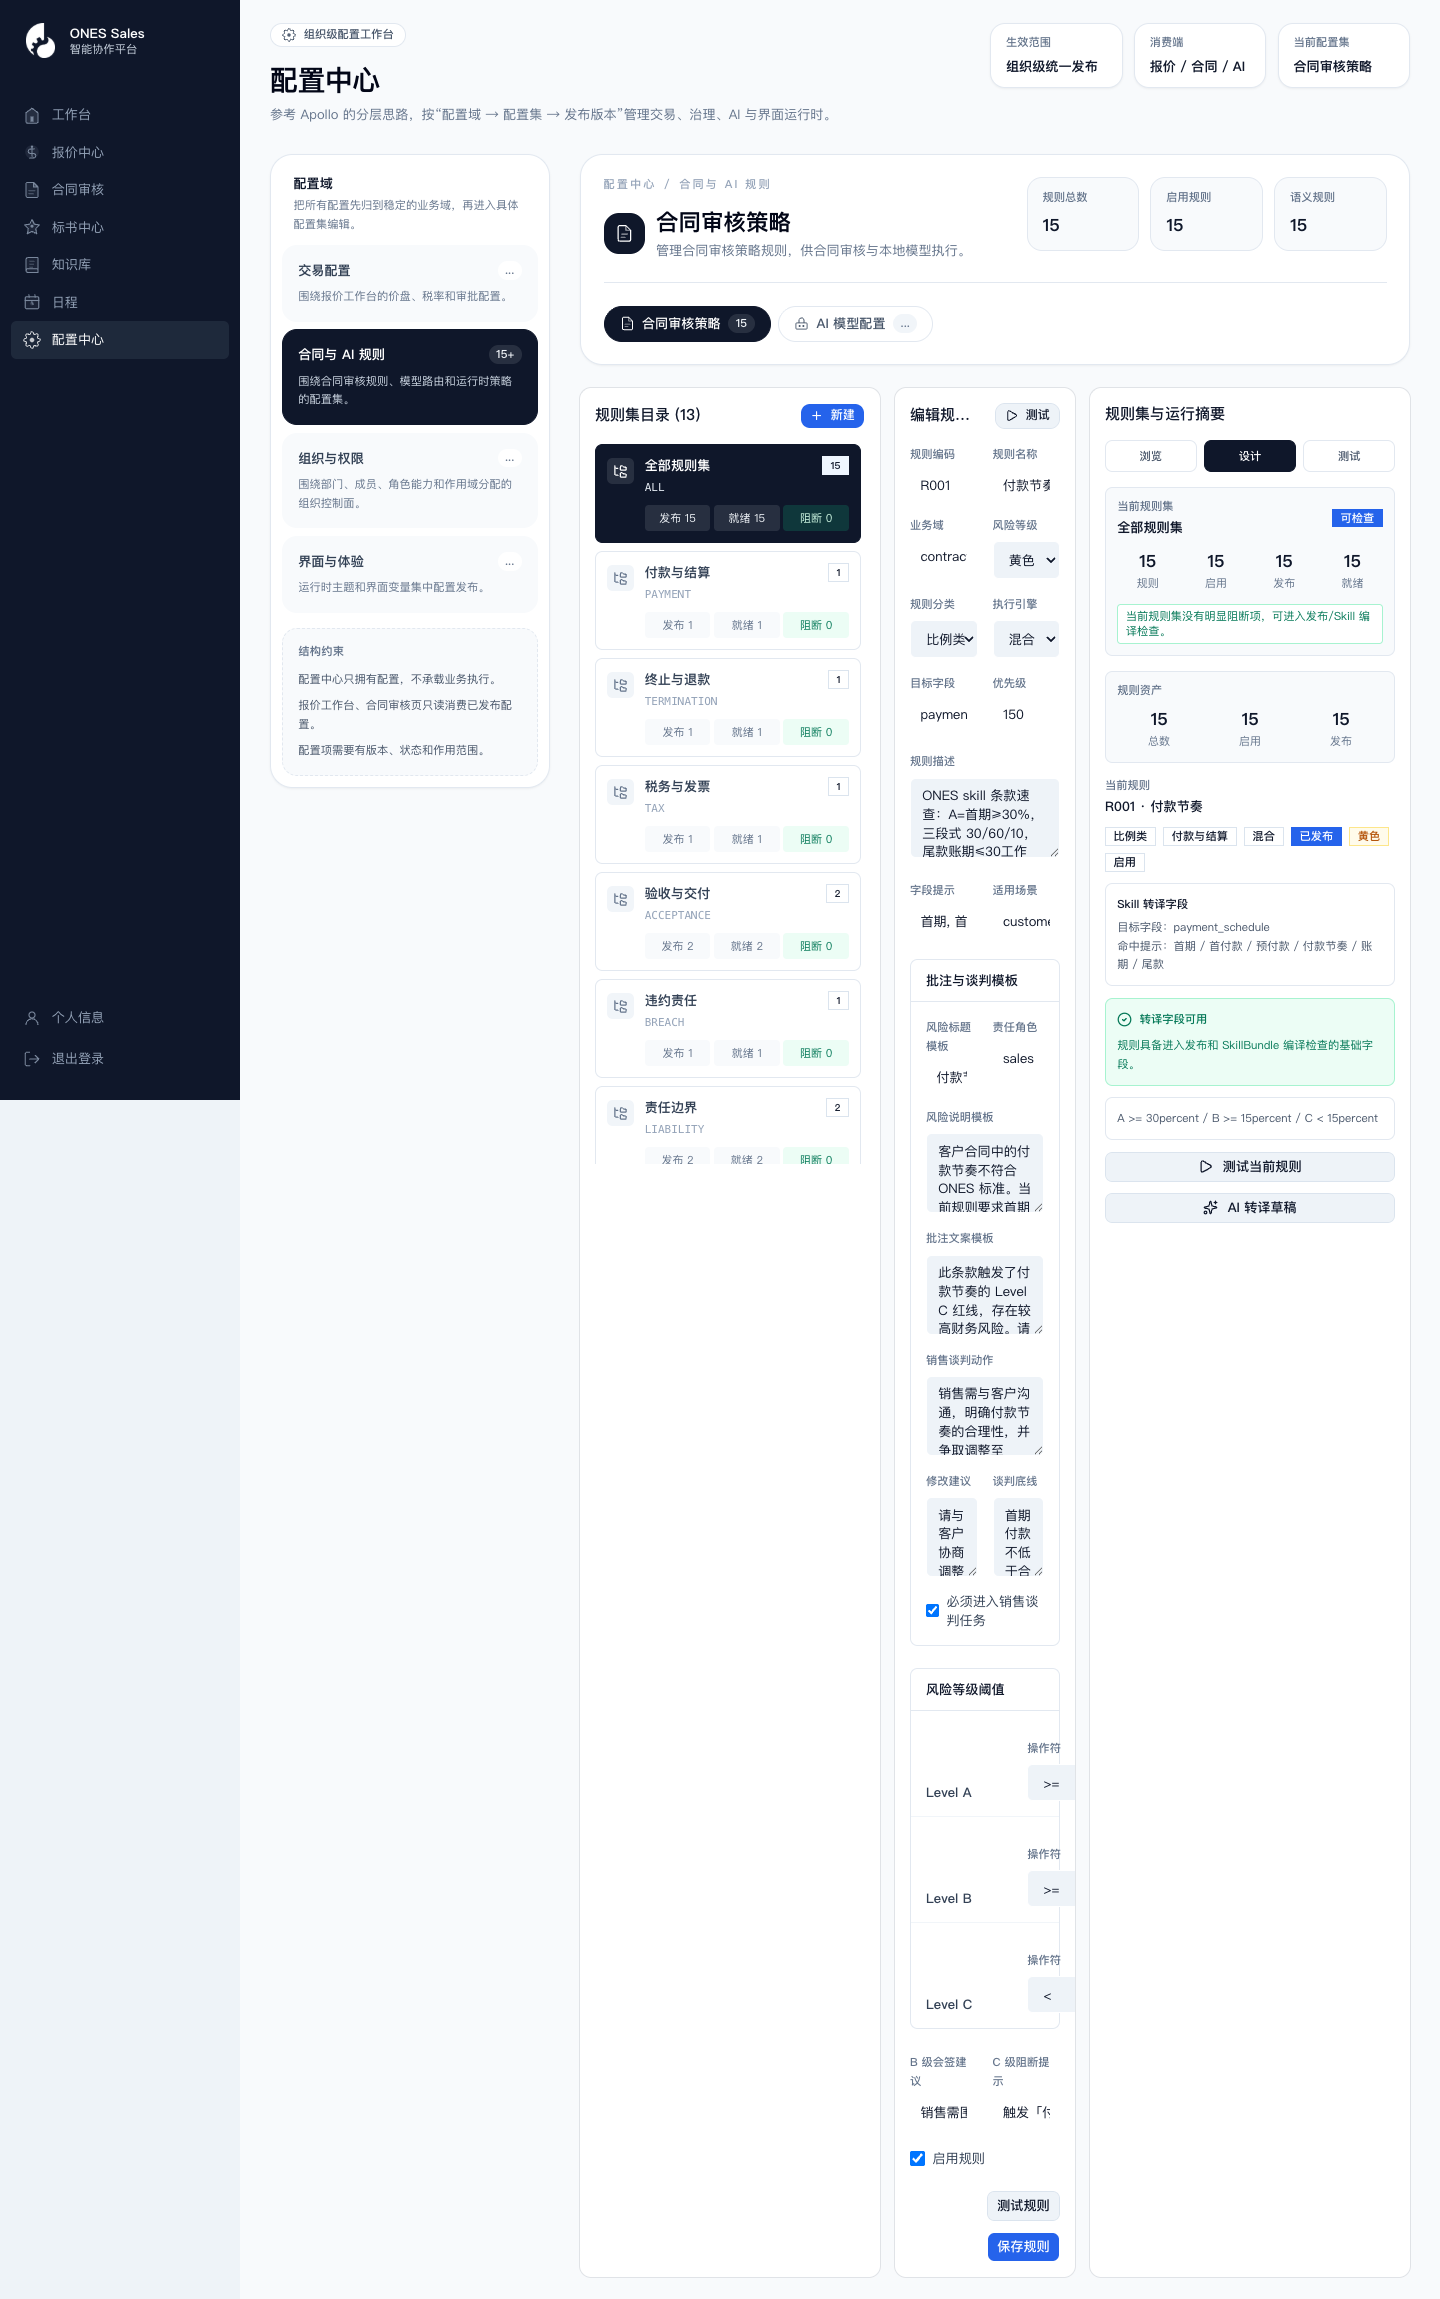 ONES Sales
智能协作平台
工作台
报价中心
合同审核
标书中心
知识库
日程
配置中心
个人信息
退出登录
组织级配置工作台
配置中心
参考 Apollo 的分层思路，按“配置域 → 配置集 → 发布版本”管理交易、治理、AI 与界面运行时。
生效范围
组织级统一发布
消费端
报价 / 合同 / AI
当前配置集
合同审核策略
配置域
把所有配置先归到稳定的业务域，再进入具体
配置集编辑。
交易配置
...
围绕报价工作台的价盘、税率和审批配置。
合同与 AI 规则
15+
围绕合同审核规则、模型路由和运行时策略
的配置集。
组织与权限
...
围绕部门、成员、角色能力和作用域分配的
组织控制面。
界面与体验
...
运行时主题和界面变量集中配置发布。
结构约束
配置中心只拥有配置，不承载业务执行。
报价工作台、合同审核页只读消费已发布配
置。
配置项需要有版本、状态和作用范围。
配置中心 / 合同与 AI 规则
合同审核策略
管理合同审核策略规则，供合同审核与本地模型执行。
规则总数
15
启用规则
15
语义规则
15
合同审核策略 15
AI 模型配置 ...
规则集目录 (13)
新建
全部规则集
15
ALL
发布 15 就绪 15 阻断 0
付款与结算
1
PAYMENT
发布 1 就绪 1 阻断 0
终止与退款
1
TERMINATION
发布 1 就绪 1 阻断 0
税务与发票
1
TAX
发布 1 就绪 1 阻断 0
验收与交付
2
ACCEPTANCE
发布 2 就绪 2 阻断 0
违约责任
1
BREACH
发布 1 就绪 1 阻断 0
责任边界
2
LIABILITY
发布 2 就绪 2 阻断 0
编辑规...
测试
规则编码 规则名称
R001 付款节奏
业务域 风险等级
contrac 黄色
规则分类 执行引擎
比例类 混合
目标字段 优先级
paymen 150
规则描述
ONES skill 条款速
查：A=首期≥30%，
三段式 30/60/10，
尾款账期≤30工作
字段提示 适用场景
首期, 首 custome
批注与谈判模板
风险标题
模板
责任角色
付款 sales
风险说明模板
客户合同中的付
款节奏不符合
ONES 标准。当
前规则要求首期
批注文案模板
此条款触发了付
款节奏的 Level
C 红线，存在较
高财务风险。请
销售谈判动作
销售需与客户沟
通，明确付款节
奏的合理性，并
争取调整至
修改建议 谈判底线
请与
客户
协商
调整
首期
付款
不低
于合
必须进入销售谈
判任务
风险等级阈值
操作符
Level A >=
操作符
Level B >=
操作符
Level C <
B 级会签建
议
C 级阻断提
示
销售需 触发「付
启用规则
测试规则
保存规则
规则集与运行摘要
浏览 设计 测试
当前规则集
全部规则集
可检查
15 15 15 15
规则 启用 发布 就绪
当前规则集没有明显阻断项，可进入发布/Skill 编
译检查。
规则资产
15 15 15
总数 启用 发布
当前规则
R001 · 付款节奏
比例类 付款与结算 混合 已发布 黄色
启用
Skill 转译字段
目标字段：payment_schedule
命中提示：首期 / 首付款 / 预付款 / 付款节奏 / 账
期 / 尾款
转译字段可用
规则具备进入发布和 SkillBundle 编译检查的基础字
段。
A >= 30percent / B >= 15percent / C < 15percent
测试当前规则
AI 转译草稿